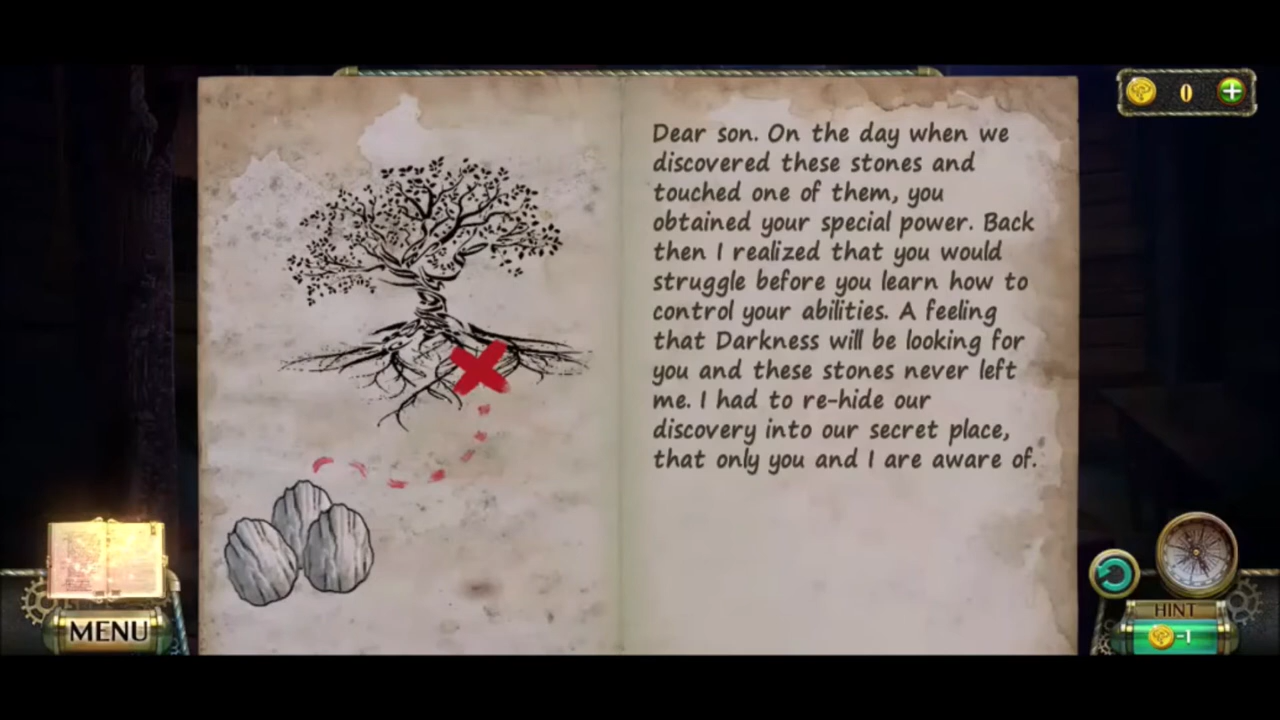 0
Dear son. On the day when we
discovered these stones and
touched one of them, you
obtained your special power. Back
then I realized that you would
struggle before you learn how to
control your abilities. A feeling
that Darkness will be looking for
you and these stones never left
me. I had to re-hide our
discovery into our secret place,
that only you and I are aware of.
MENU
HINT
-1